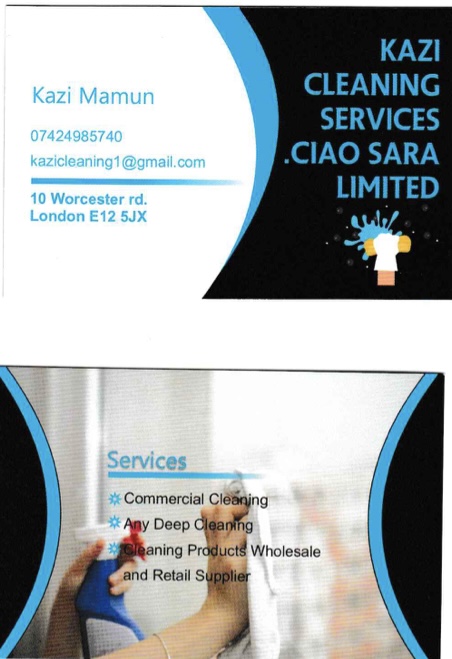 Kazi Mamun
07424985740
kazicleaning1@gmail.com
10 Worcester rd.
London E12 5JX
KAZI
CLEANING
SERVICES
.CIAO SARA
LIMITED
Services
Commercial Cleaning
Any Deep Cleaning
Cleaning Products Wholesale
and Retail Supplier